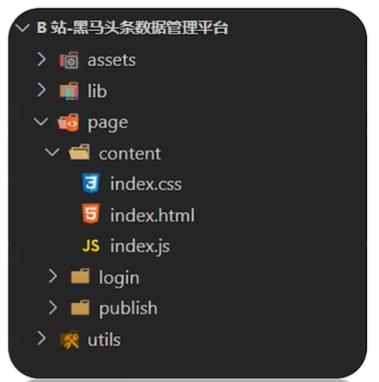 B 站-黑马头条数据管理平台
assets
lib
page
content
index.css
index.html
JS index.js
login
publish
utils